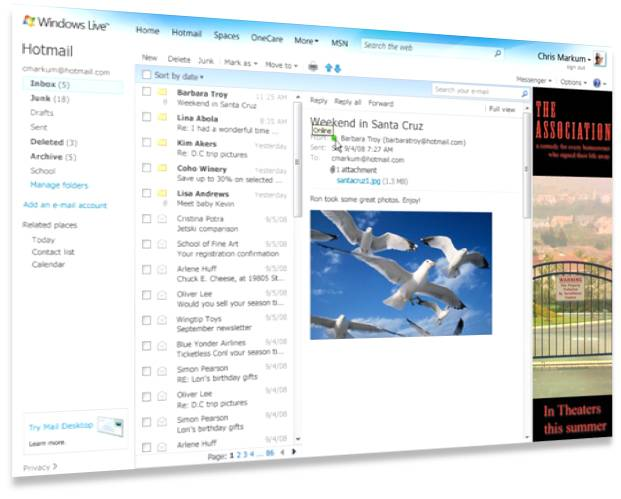 Windows Live™
Home Hotmail Spaces OneCare More MSN
Search the web
Chris Markum
sign out
Hotmail
cmarkum@hotmail.com
Messenger Options
New Delete Junk Mark as Move to
Sort by date
Search your e-mail
Inbox (5)
Junk (18)
Drafts
Sent
Deleted (3)
Archive (5)
School
Manage folders
Add an e-mail account
Related places
Today
Contact list
Calendar
Try Mail Desktop
Learn more.
Privacy
Barbara Troy 11:25 AM
Weekend in Santa Cruz
Lina Abola 8:35 AM
Re: I had a wonderful time ...
Kim Akers Yesterday
Re: D.C trip pictures
Coho Winery Yesterday
Save up to 30% on selected ...
Lisa Andrews Yesterday
Meet baby Kevin
Cristina Potra 9/5/08
Jetski comparison
School of Fine Art 9/5/08
Your registration confirmation
Arlene Huff 9/5/08
Chuck E. Cheese, at 19805 St...
Oliver Lee 9/5/08
Would you sell your season ti...
Wingtip Toys 9/5/08
September newsletter
Blue Yonder Airlines 9/4/08
Ticketless Conl your season t...
Simon Pearson 9/4/08
RE: Lori's birthday gifts
Oliver Lee 9/4/08
Re: D.C trip pictures
Simon Pearson 9/4/08
RE: Lori's birthday gifts
Arlene Huff 9/4/08
Page: 1 2 3 4 ... 86
Reply Reply all Forward
Full view
Weekend in Santa Cruz
Online
From: Barbara Troy (barbaratroy@hotmail.com)
Sent: 9/4/08 7:27 AM
To: cmarkum@hotmail.com
1 attachment
santacruz1.jpg (1.3 MB)
Ron took some great photos. Enjoy!
THE
ASSOCIATION
a comedy for every homeowner
who signed their life away
WARNING
In Theaters
this summer